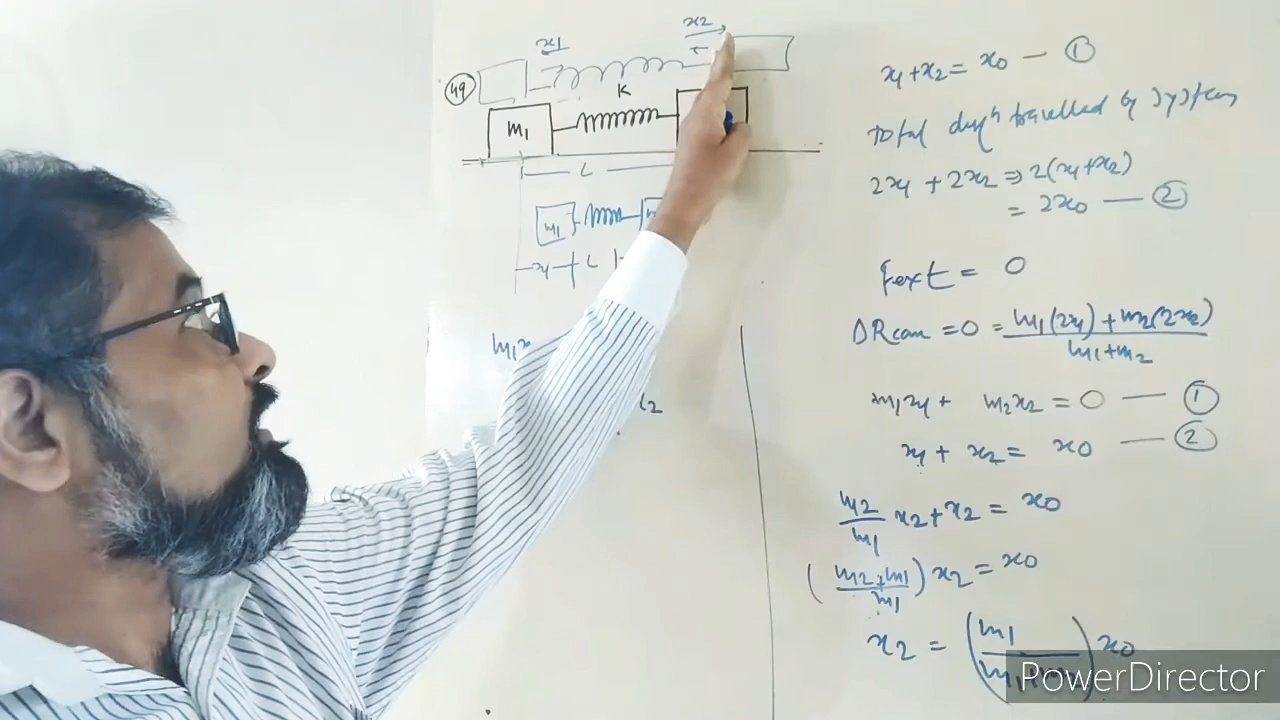 x1
x2
49
K
m1
L
m1
x1
L
m1x
x2
x1 + x2 = x0 — 1
total travelled by system
2x1 + 2x2 ⇒ 2(x1+x2)
= 2x0 — 2
fext = 0
ΔRcom = 0 = m1(2x1) + m2(2x2)
m1+m2
m1x1 + m2x2 = 0 — 1
x1 + x2 = x0 — 2
m2/m1 x2 + x2 = x0
(m2+m1/m1) x2 = x0
x2 = (m1/m1+m2) x0
PowerDirector